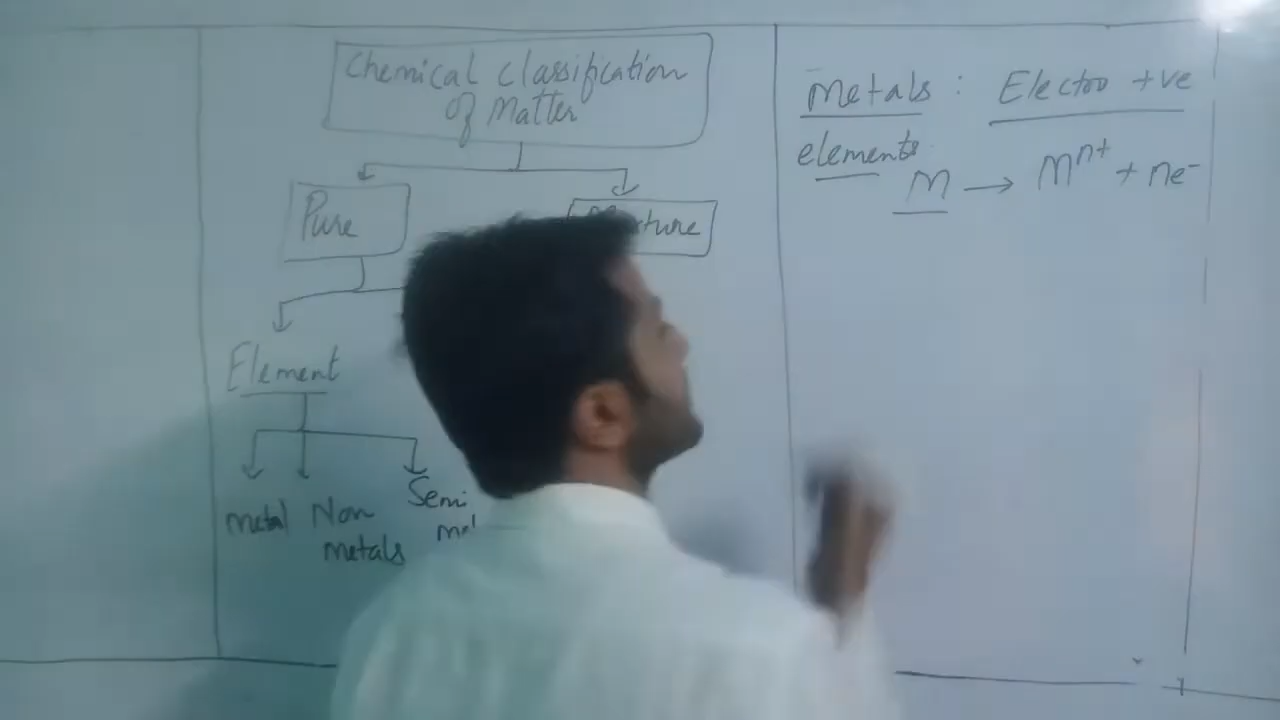 Chemical classification
of Matter
Pure
Element
Metal
Non
metals
Semi
Metals : Electro +ve
elements
M → Mⁿ⁺ + ne⁻